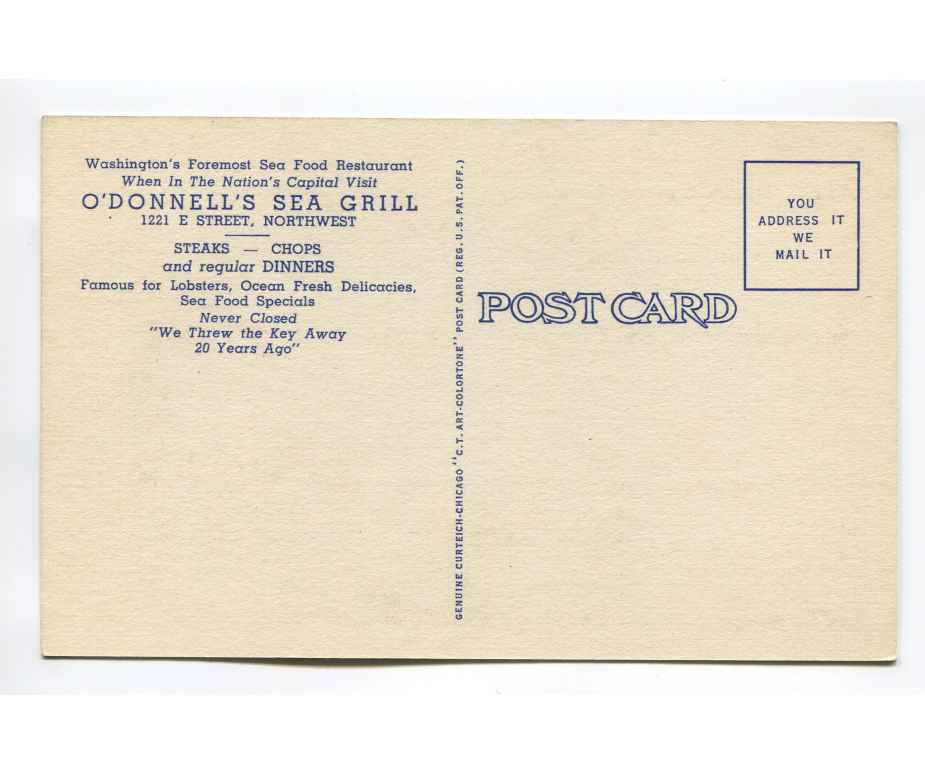 Washington's Foremost Sea Food Restaurant
When In The Nation's Capital Visit
O'DONNELL'S SEA GRILL
1221 E STREET, NORTHWEST
STEAKS — CHOPS
and regular DINNERS
Famous for Lobsters, Ocean Fresh Delicacies,
Sea Food Specials
Never Closed
"We Threw the Key Away
20 Years Ago"
GENUINE CURTEICH-CHICAGO "C.T. ART-COLORTONE" POST CARD (REG. U.S. PAT. OFF.)
POST CARD
YOU
ADDRESS IT
WE
MAIL IT